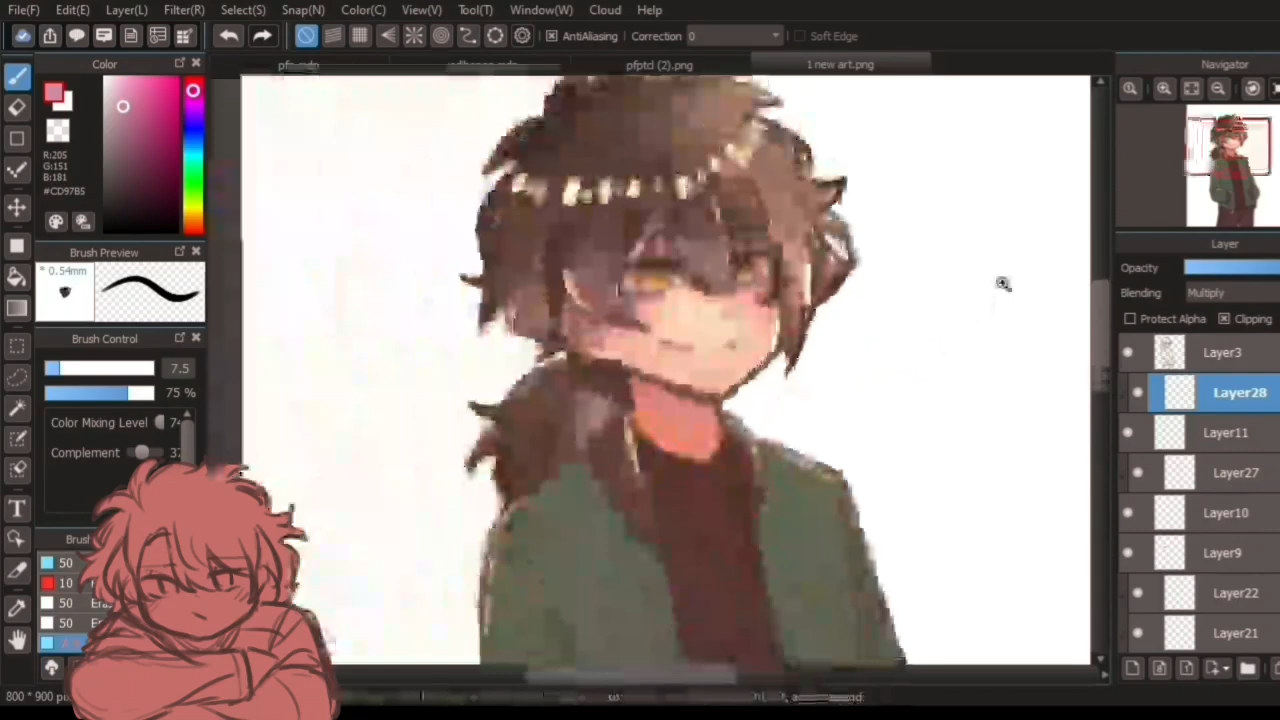 File(F) Edit(E) Layer(L) Filter(R) Select(S) Snap(N) Color(C) View(V) Tool(T) Window(W) Cloud Help
AntiAliasing Correction 0 Soft Edge
Color
pfptcl (2).png
1 new art.png
Navigator
R:205
G:151
B:181
#CD97B5
Brush Preview
* 0.54mm
Layer
Opacity
Blending Multiply
Protect Alpha Clipping
Brush Control
7.5
75 %
Color Mixing Level 74
Complement 37
Layer3
Layer28
Layer11
Layer27
Layer10
Layer9
Layer22
Layer21
50
10
50
50
800 * 900